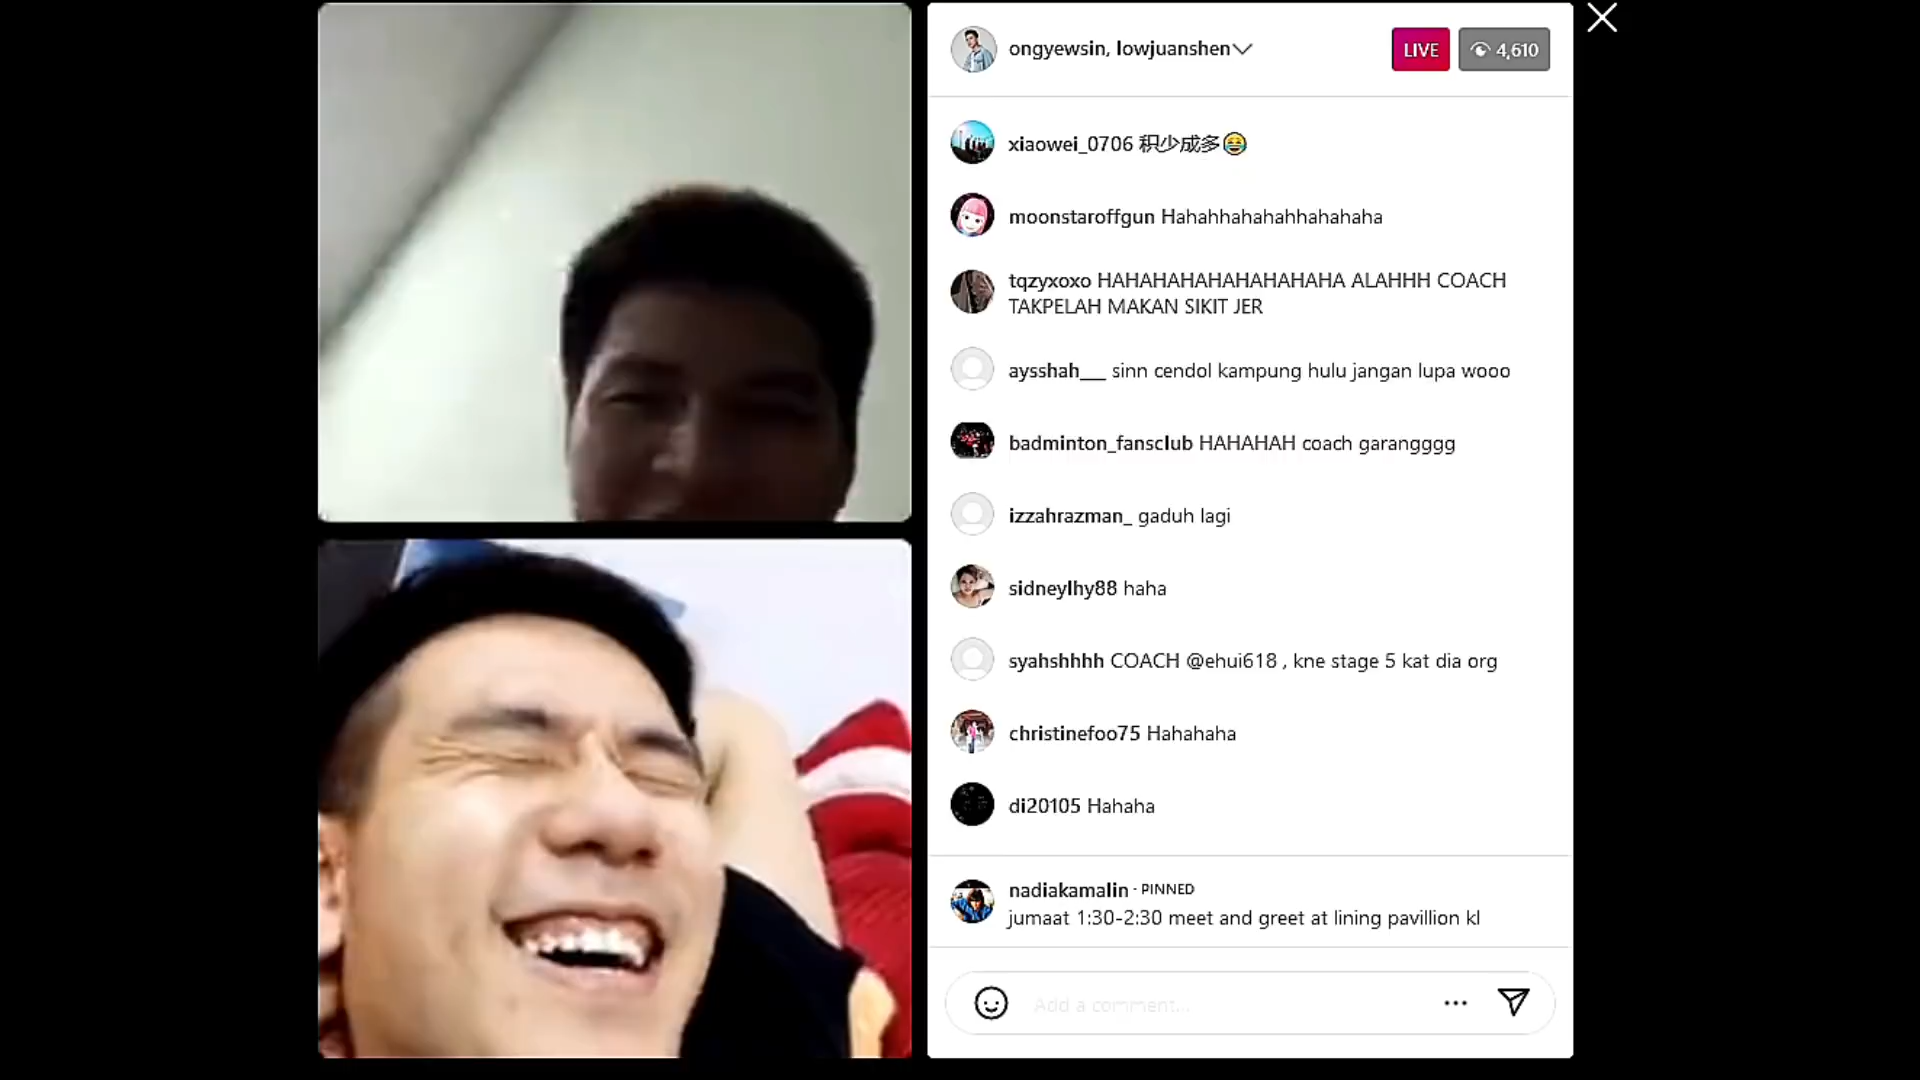 ongyewsin, lowjuanshen
LIVE
4,610
xiaowei_0706 积少成多😂
moonstaroffgun Hahahhahahahhahahaha
tqzyxoxo HAHAHAHAHAHAHAHAHA ALAHHH COACH
TAKPELAH MAKAN SIKIT JER
aysshah___ sinn cendol kampung hulu jangan lupa wooo
badminton_fansclub HAHAHAH coach garangggg
izzahrazman_ gaduh lagi
sidneylhy88 haha
syahshhhh COACH @ehui618 , kne stage 5 kat dia org
christinefoo75 Hahahaha
di20105 Hahaha
nadiakamalin · PINNED
jumaat 1:30-2:30 meet and greet at lining pavillion kl
Add a comment...